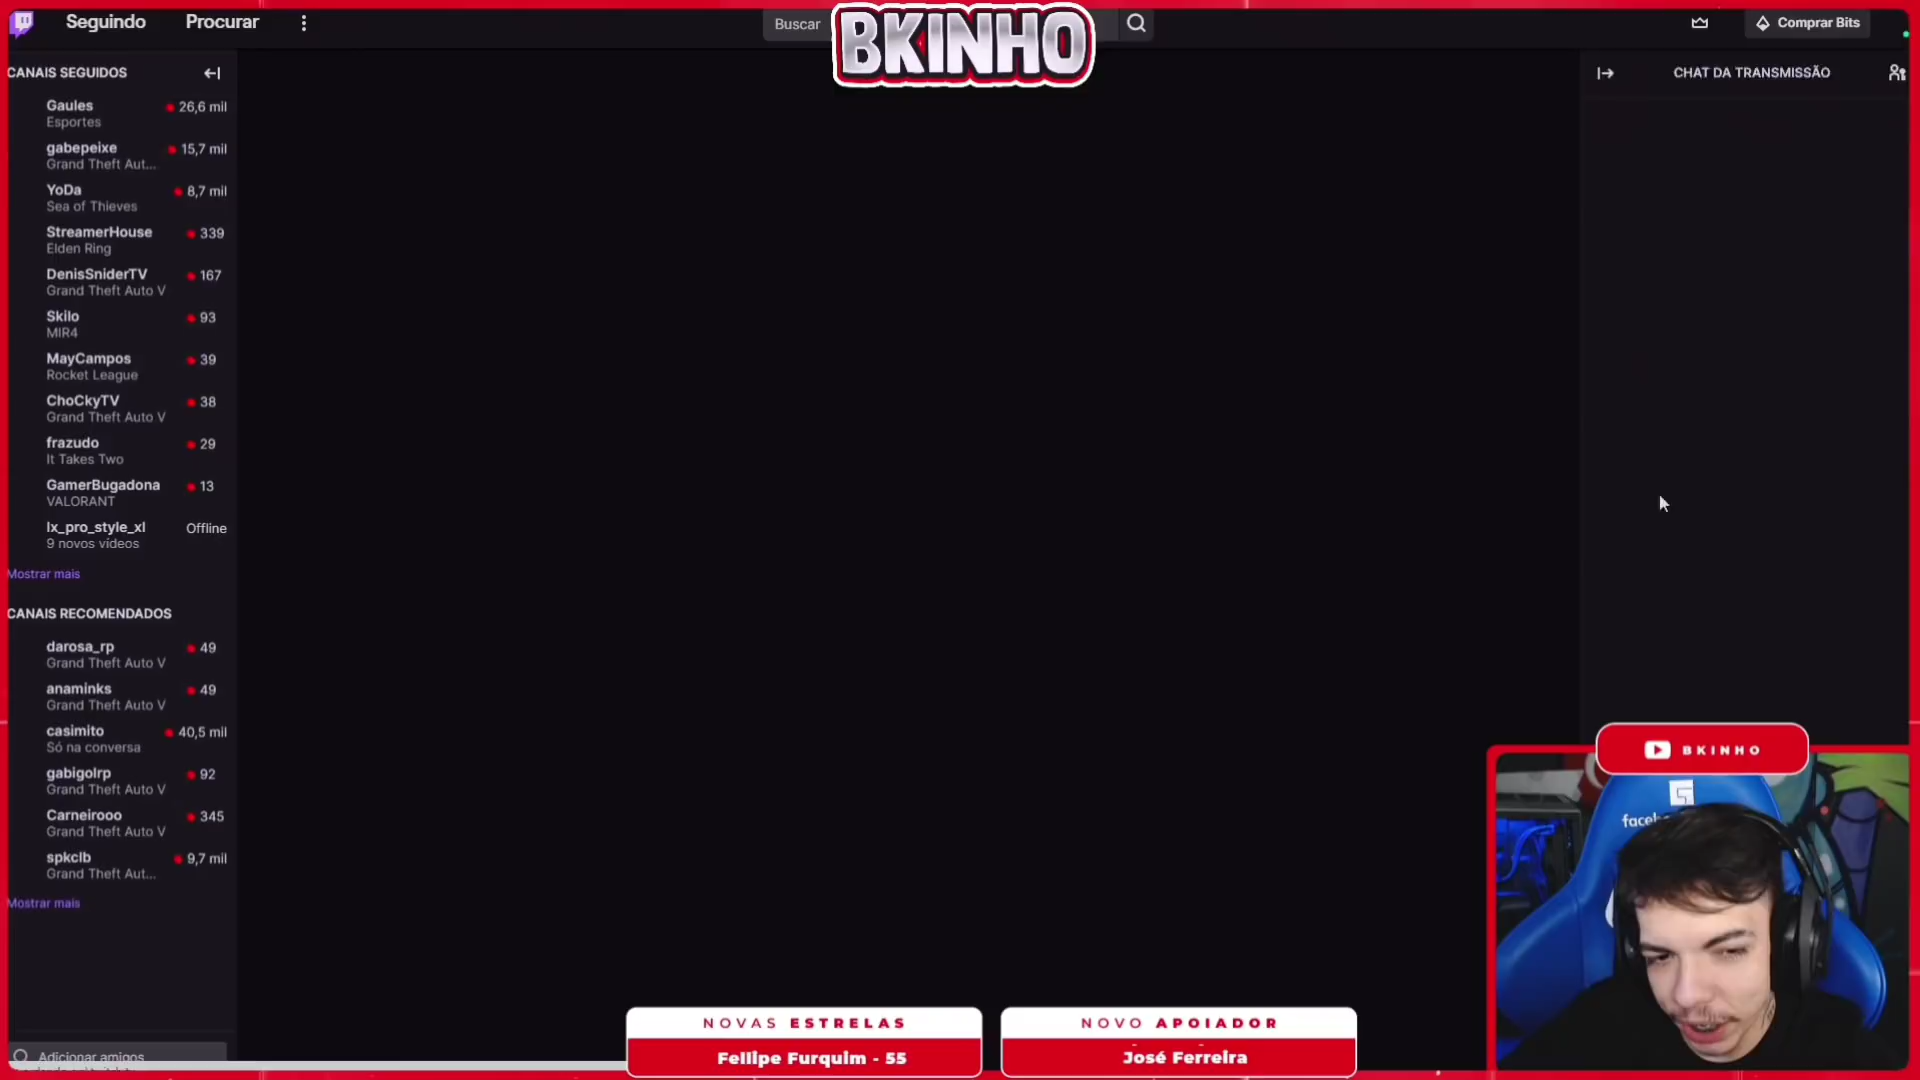 Seguindo
Procurar
Buscar
BKINHO
Comprar Bits
CANAIS SEGUIDOS
Gaules
26,6 mil
Esportes
gabepeixe
15,7 mil
Grand Theft Aut...
YoDa
8,7 mil
Sea of Thieves
StreamerHouse
339
Elden Ring
DenisSniderTV
167
Grand Theft Auto V
Skilo
93
MIR4
MayCampos
39
Rocket League
ChoCkyTV
38
Grand Theft Auto V
frazudo
29
It Takes Two
GamerBugadona
13
VALORANT
lx_pro_style_xl
Offline
9 novos vídeos
Mostrar mais
CANAIS RECOMENDADOS
darosa_rp
49
Grand Theft Auto V
anaminks
49
Grand Theft Auto V
casimito
40,5 mil
Só na conversa
gabigolrp
92
Grand Theft Auto V
Carneirooo
345
Grand Theft Auto V
spkclb
9,7 mil
Grand Theft Aut...
Mostrar mais
Adicionar amigos
CHAT DA TRANSMISSÃO
BKINHO
NOVAS ESTRELAS
Fellipe Furquim - 55
NOVO APOIADOR
José Ferreira